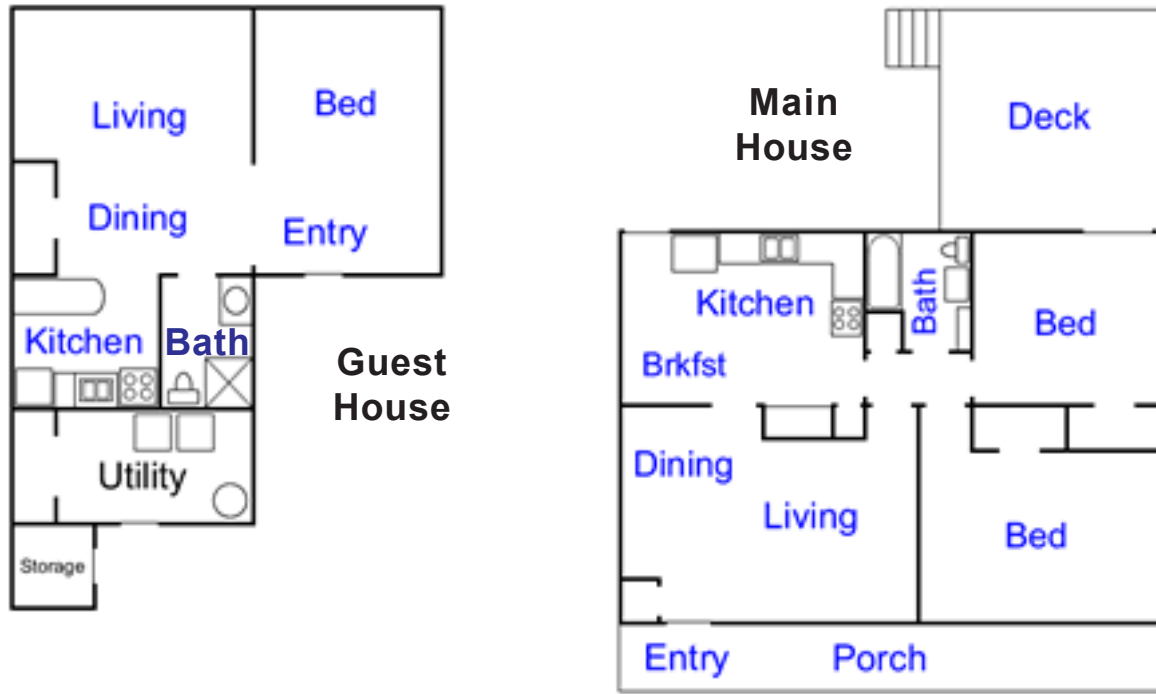 Living
Bed
Dining
Entry
Kitchen
Bath
Guest
House
Utility
Storage
Main
House
Deck
Kitchen
Bath
Bed
Brkfst
Dining
Living
Bed
Entry
Porch